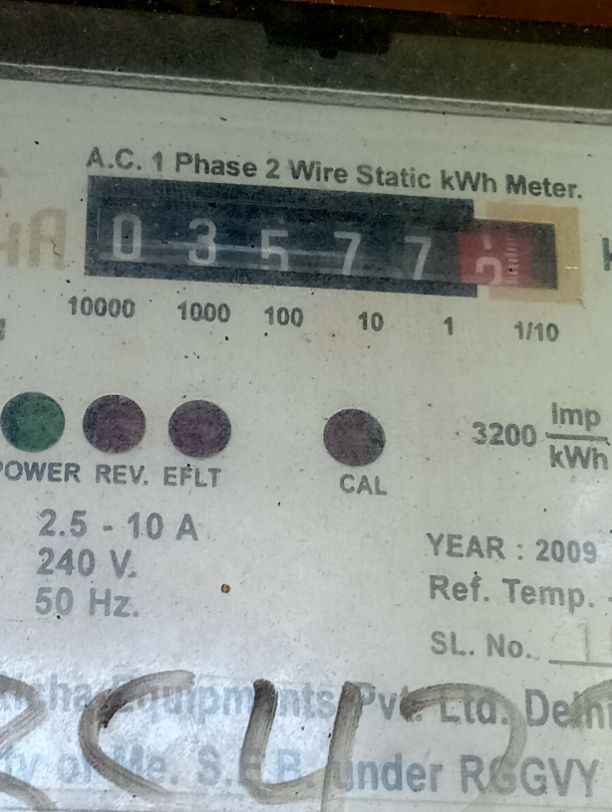 A.C. 1 Phase 2 Wire Static kWh Meter.
0 3 5 7 7
10000 1000 100 10 1 1/10
POWER REV. EFLT CAL
3200 Imp
kWh
2.5 - 10 A
240 V.
50 Hz.
YEAR : 2009
Ref. Temp.
SL. No.
Equipments Pvt. Ltd. Delhi
S.E.B. under RGGVY